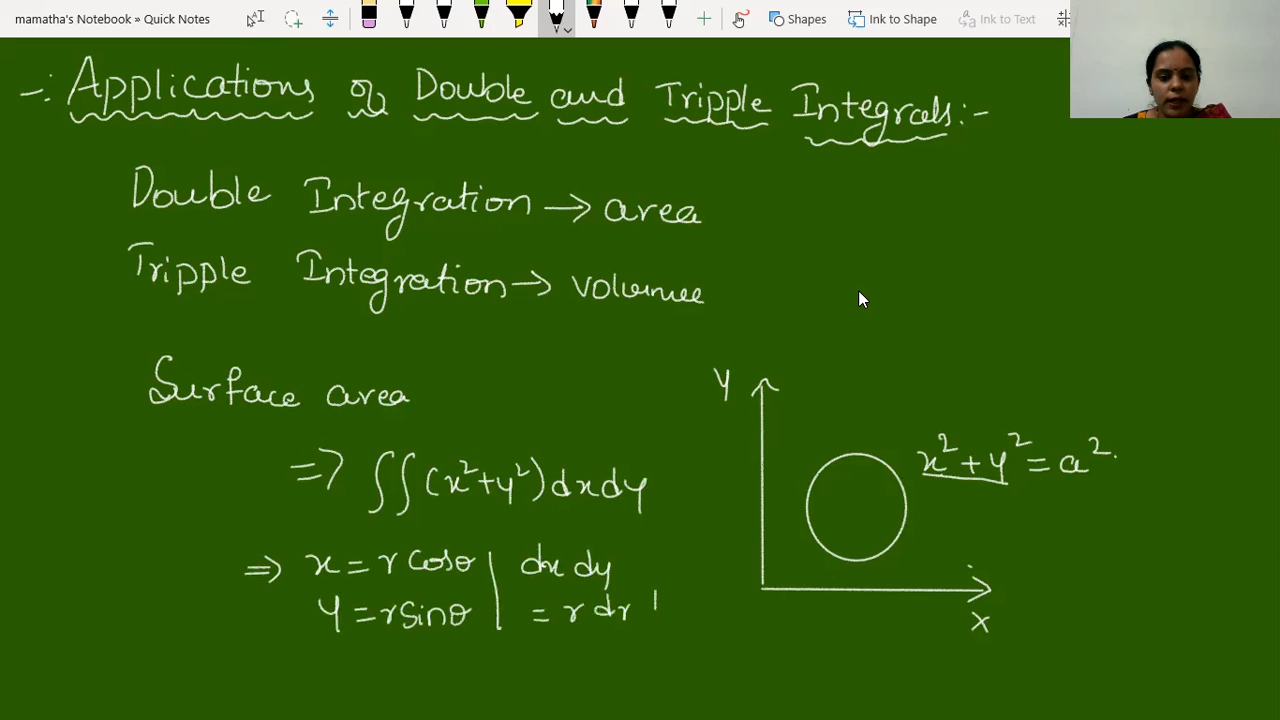 mamatha's Notebook » Quick Notes
Shapes
Ink to Shape
Ink to Text
-: Applications of Double and Tripple Integrals:-
Double Integration → area
Tripple Integration → volumee
Surface area
=> ∫∫(x²+y²)dxdy
=> x = r cosθ | dx dy
y = r sinθ | = r dr
Y
x²+y² = a².
X